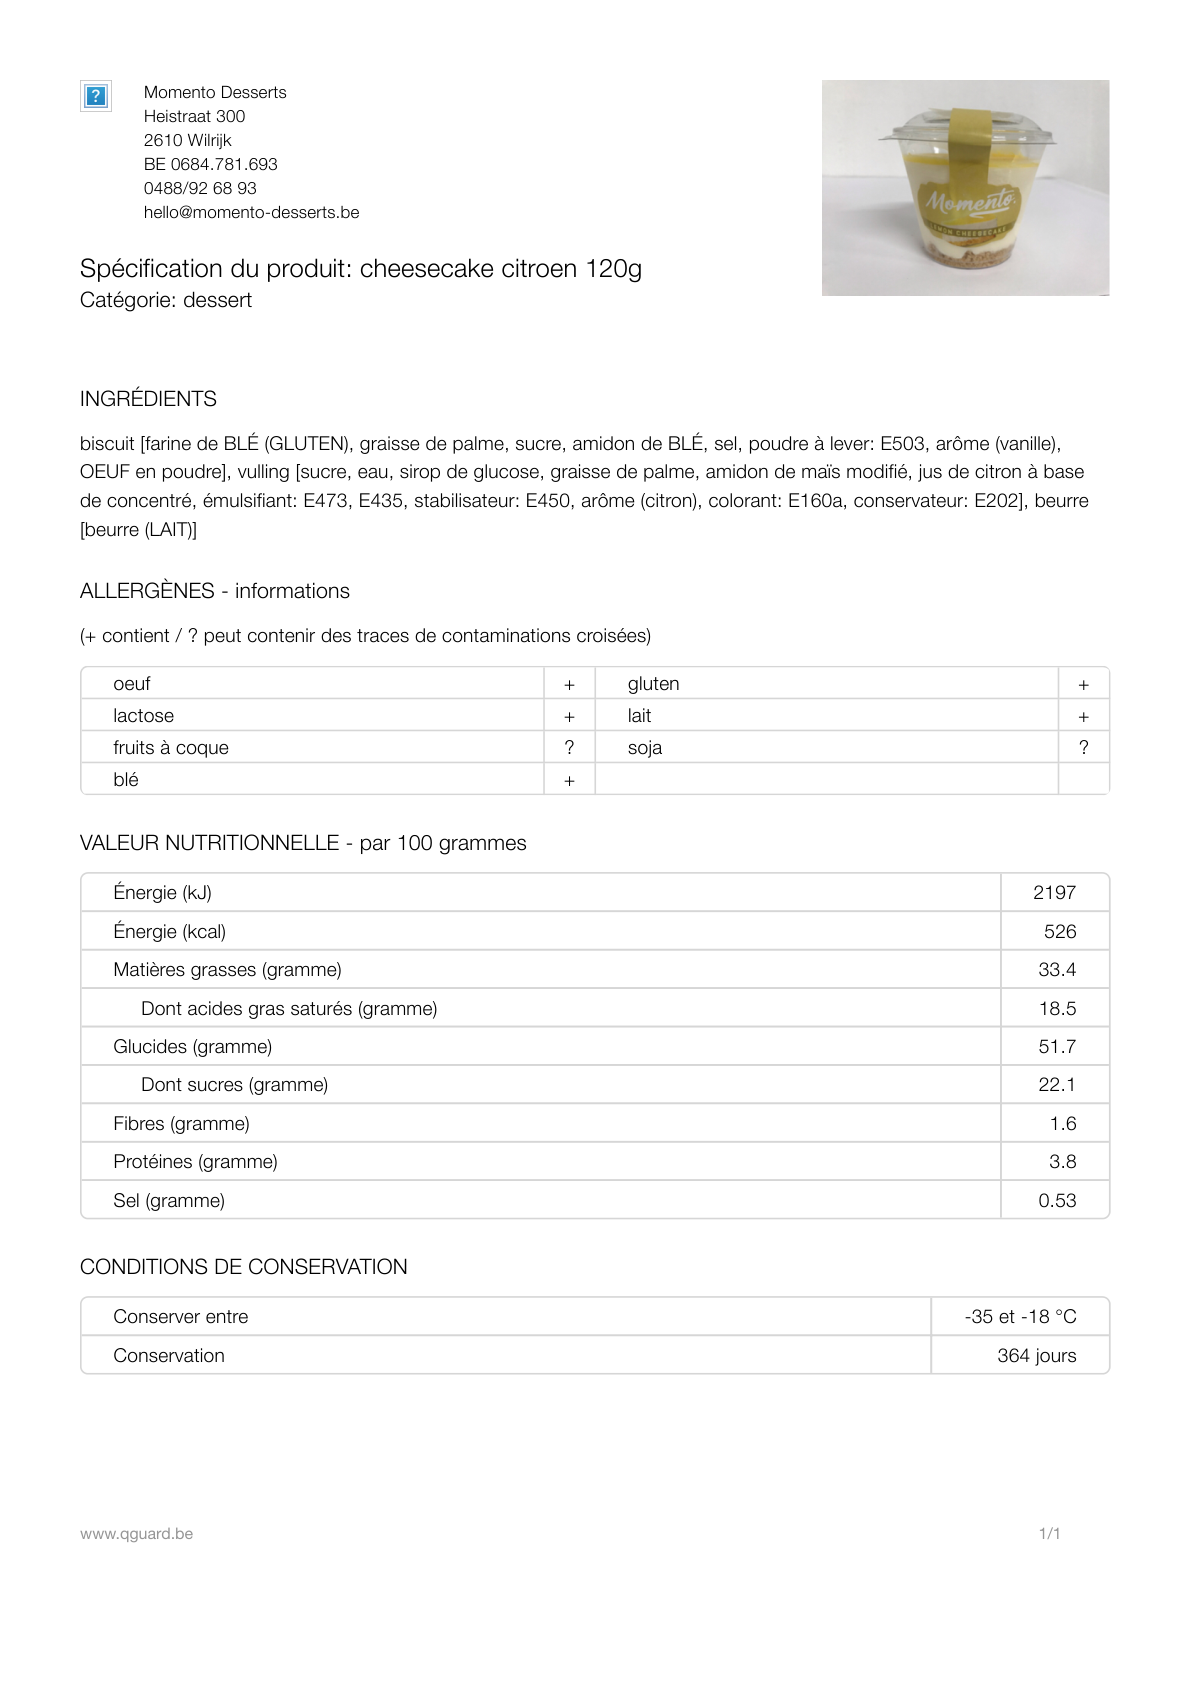 ?
Momento Desserts
Heistraat 300
2610 Wilrijk
BE 0684.781.693
0488/92 68 93
hello@momento-desserts.be
Momento
LEMON CHEESECAKE
Spécification du produit: cheesecake citroen 120g
Catégorie: dessert
INGRÉDIENTS
biscuit [farine de BLÉ (GLUTEN), graisse de palme, sucre, amidon de BLÉ, sel, poudre à lever: E503, arôme (vanille),
OEUF en poudre], vulling [sucre, eau, sirop de glucose, graisse de palme, amidon de maïs modifié, jus de citron à base
de concentré, émulsifiant: E473, E435, stabilisateur: E450, arôme (citron), colorant: E160a, conservateur: E202], beurre
[beurre (LAIT)]
ALLERGÈNES - informations
(+ contient / ? peut contenir des traces de contaminations croisées)
oeuf + gluten +
lactose + lait +
fruits à coque ? soja ?
blé +
VALEUR NUTRITIONNELLE - par 100 grammes
Énergie (kJ) 2197
Énergie (kcal) 526
Matières grasses (gramme) 33.4
Dont acides gras saturés (gramme) 18.5
Glucides (gramme) 51.7
Dont sucres (gramme) 22.1
Fibres (gramme) 1.6
Protéines (gramme) 3.8
Sel (gramme) 0.53
CONDITIONS DE CONSERVATION
Conserver entre -35 et -18 °C
Conservation 364 jours
www.qguard.be 1/1